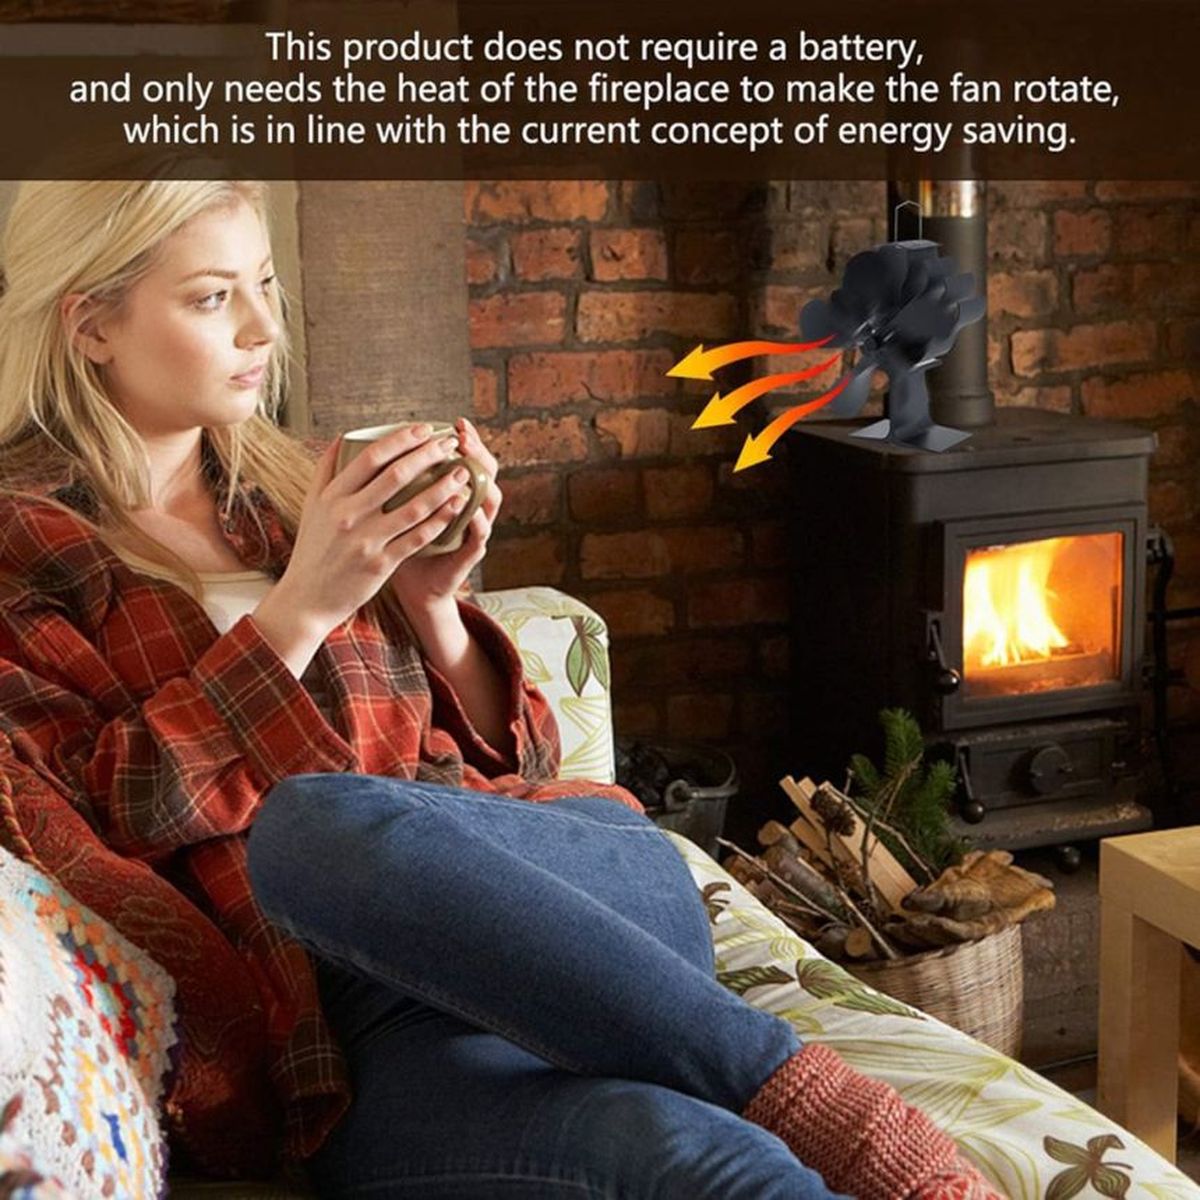 This product does not require a battery,
and only needs the heat of the fireplace to make the fan rotate,
which is in line with the current concept of energy saving.